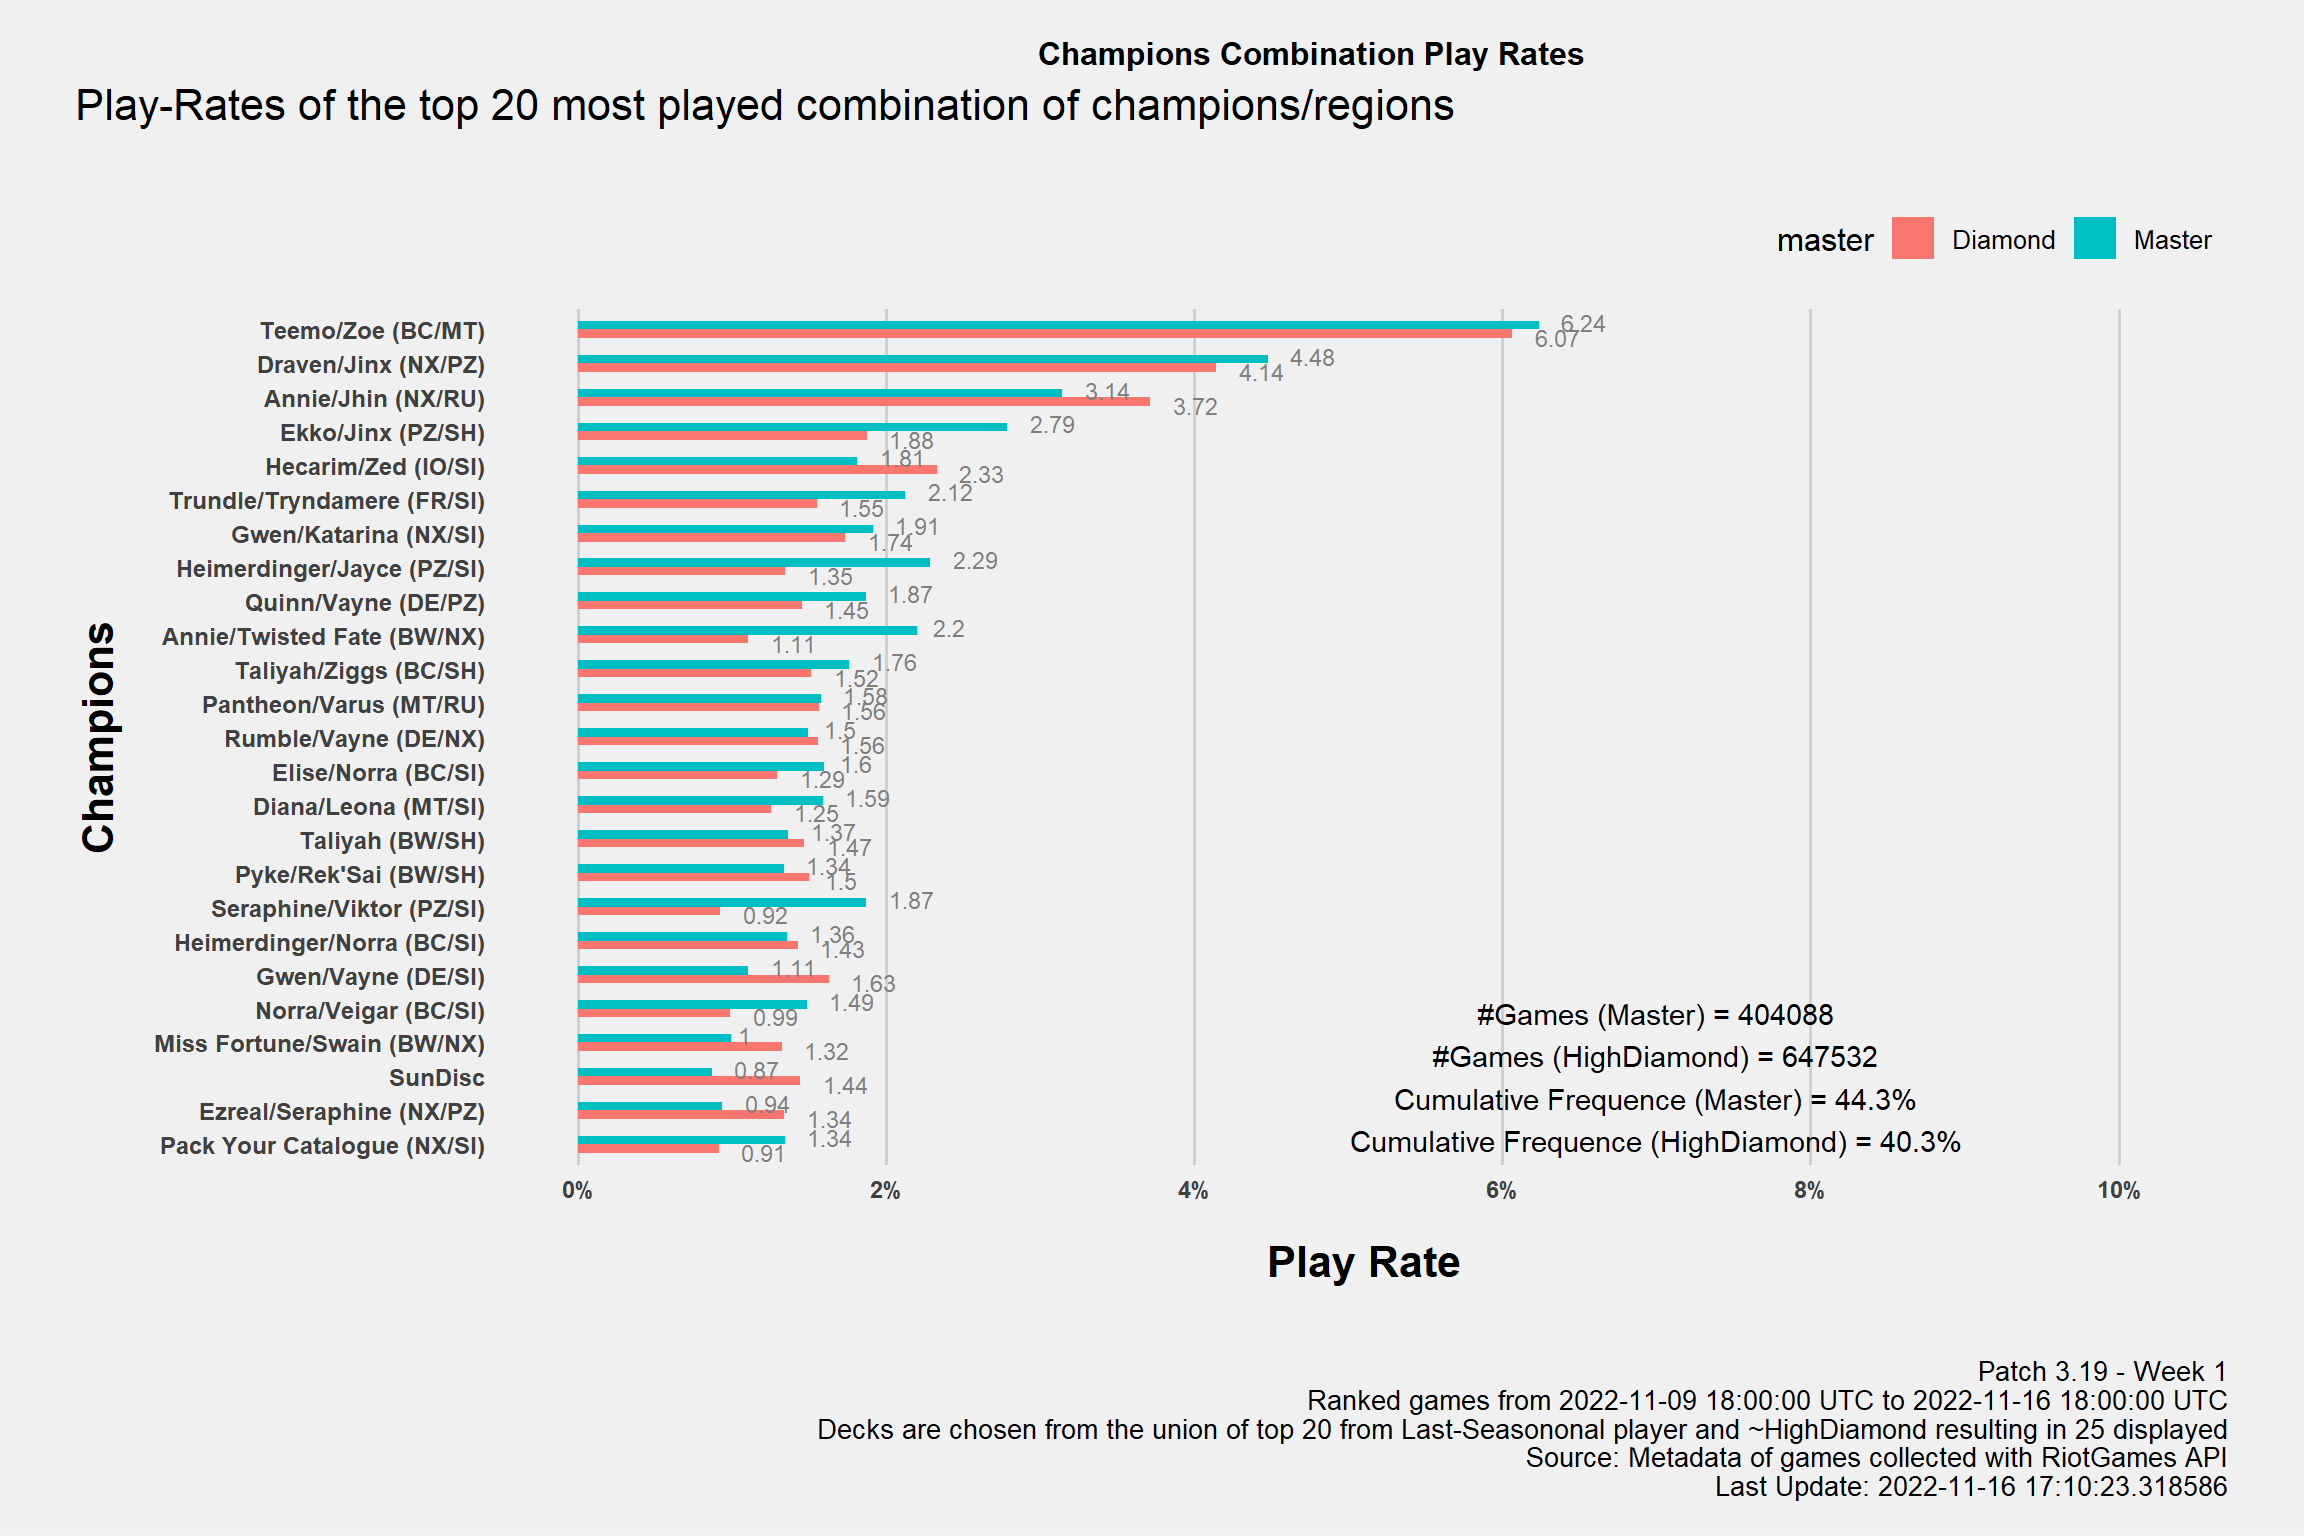 Champions Combination Play Rates
Play-Rates of the top 20 most played combination of champions/regions
master Diamond Master
Teemo/Zoe (BC/MT) 6.24
6.07
Draven/Jinx (NX/PZ) 4.48
4.14
Annie/Jhin (NX/RU) 3.14
3.72
Ekko/Jinx (PZ/SH) 2.79
1.88
Hecarim/Zed (IO/SI) 1.81
2.33
Trundle/Tryndamere (FR/SI) 2.12
1.55
Gwen/Katarina (NX/SI) 1.91
1.74
Heimerdinger/Jayce (PZ/SI) 2.29
1.35
Quinn/Vayne (DE/PZ) 1.87
1.45
Annie/Twisted Fate (BW/NX) 2.2
1.11
Taliyah/Ziggs (BC/SH) 1.76
1.52
Pantheon/Varus (MT/RU) 1.58
1.56
Rumble/Vayne (DE/NX) 1.5
1.56
Elise/Norra (BC/SI) 1.6
1.29
Diana/Leona (MT/SI) 1.59
1.25
Taliyah (BW/SH) 1.37
1.47
Pyke/Rek'Sai (BW/SH) 1.34
1.5
Seraphine/Viktor (PZ/SI) 1.87
0.92
Heimerdinger/Norra (BC/SI) 1.36
1.43
Gwen/Vayne (DE/SI) 1.11
1.63
Norra/Veigar (BC/SI) 1.49
0.99
Miss Fortune/Swain (BW/NX) 1
1.32
SunDisc 0.87
1.44
Ezreal/Seraphine (NX/PZ) 0.94
1.34
Pack Your Catalogue (NX/SI) 1.34
0.91
Champions
#Games (Master) = 404088
#Games (HighDiamond) = 647532
Cumulative Frequence (Master) = 44.3%
Cumulative Frequence (HighDiamond) = 40.3%
0% 2% 4% 6% 8% 10%
Play Rate
Patch 3.19 - Week 1
Ranked games from 2022-11-09 18:00:00 UTC to 2022-11-16 18:00:00 UTC
Decks are chosen from the union of top 20 from Last-Seasononal player and ~HighDiamond resulting in 25 displayed
Source: Metadata of games collected with RiotGames API
Last Update: 2022-11-16 17:10:23.318586